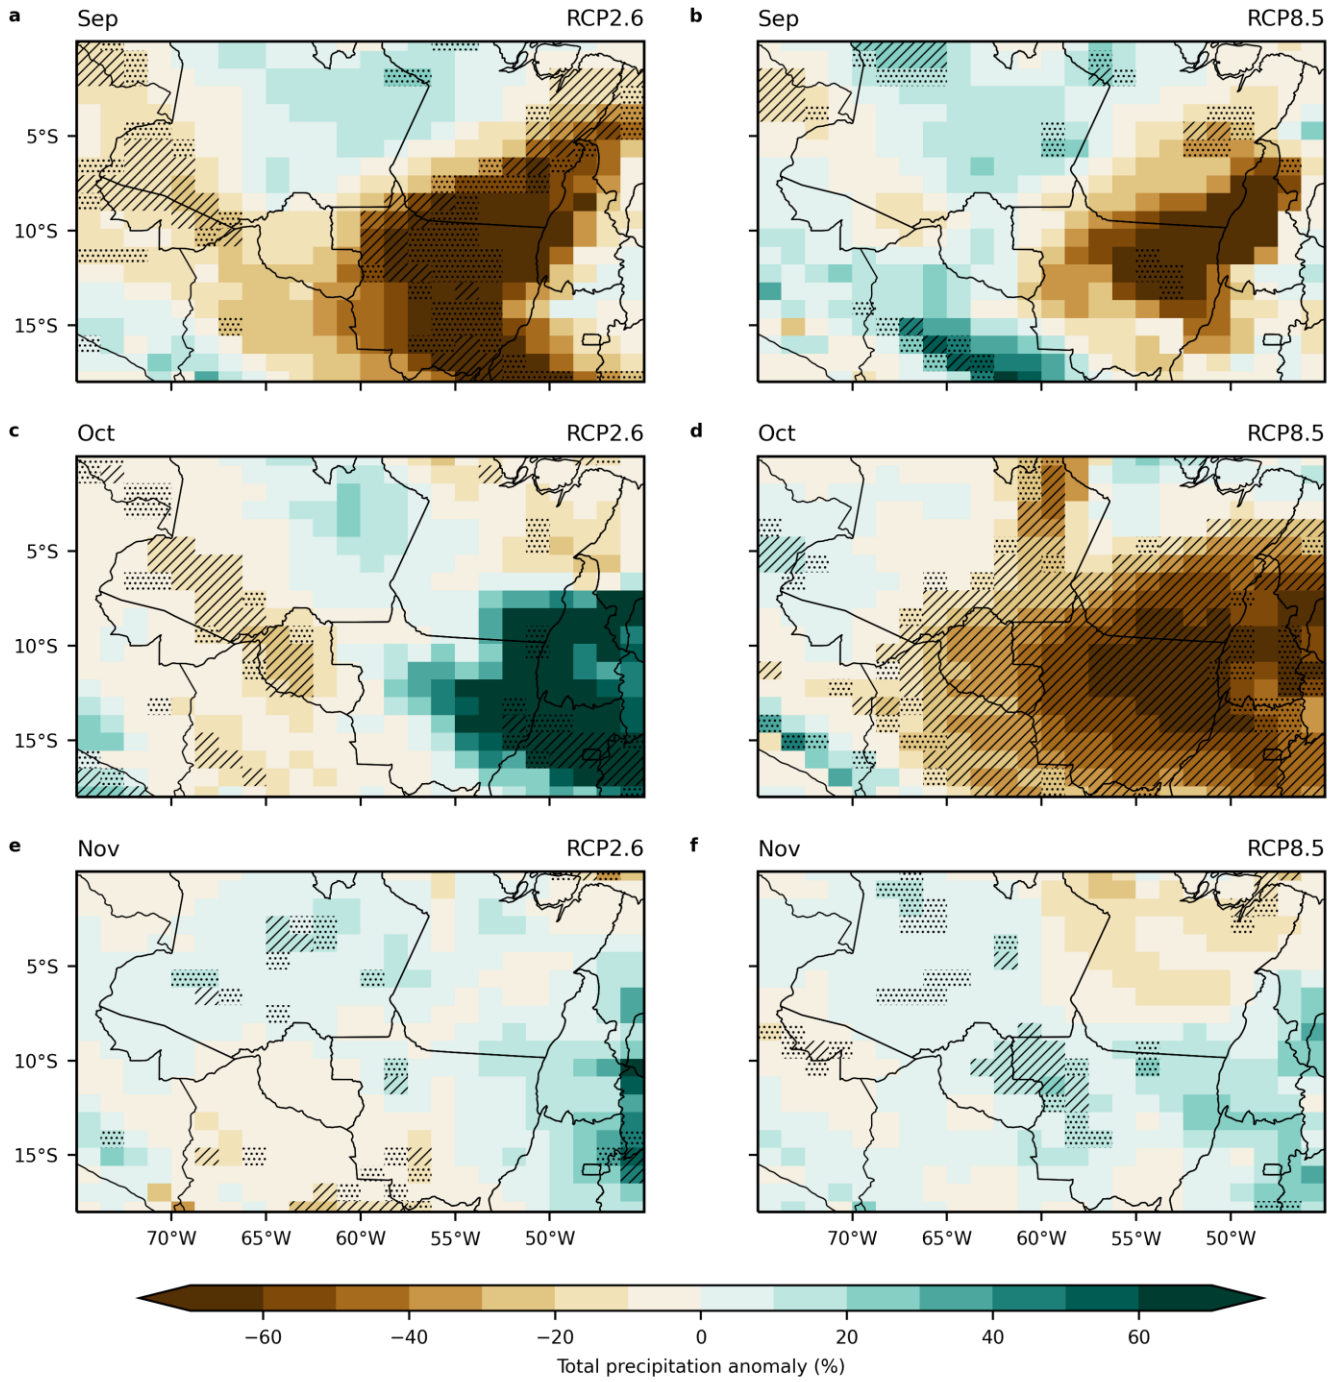 a Sep RCP2.6
b Sep RCP8.5
5°S
10°S
15°S
c Oct RCP2.6
d Oct RCP8.5
5°S
10°S
15°S
e Nov RCP2.6
f Nov RCP8.5
5°S
10°S
15°S
70°W 65°W 60°W 55°W 50°W
70°W 65°W 60°W 55°W 50°W
−60 −40 −20 0 20 40 60
Total precipitation anomaly (%)